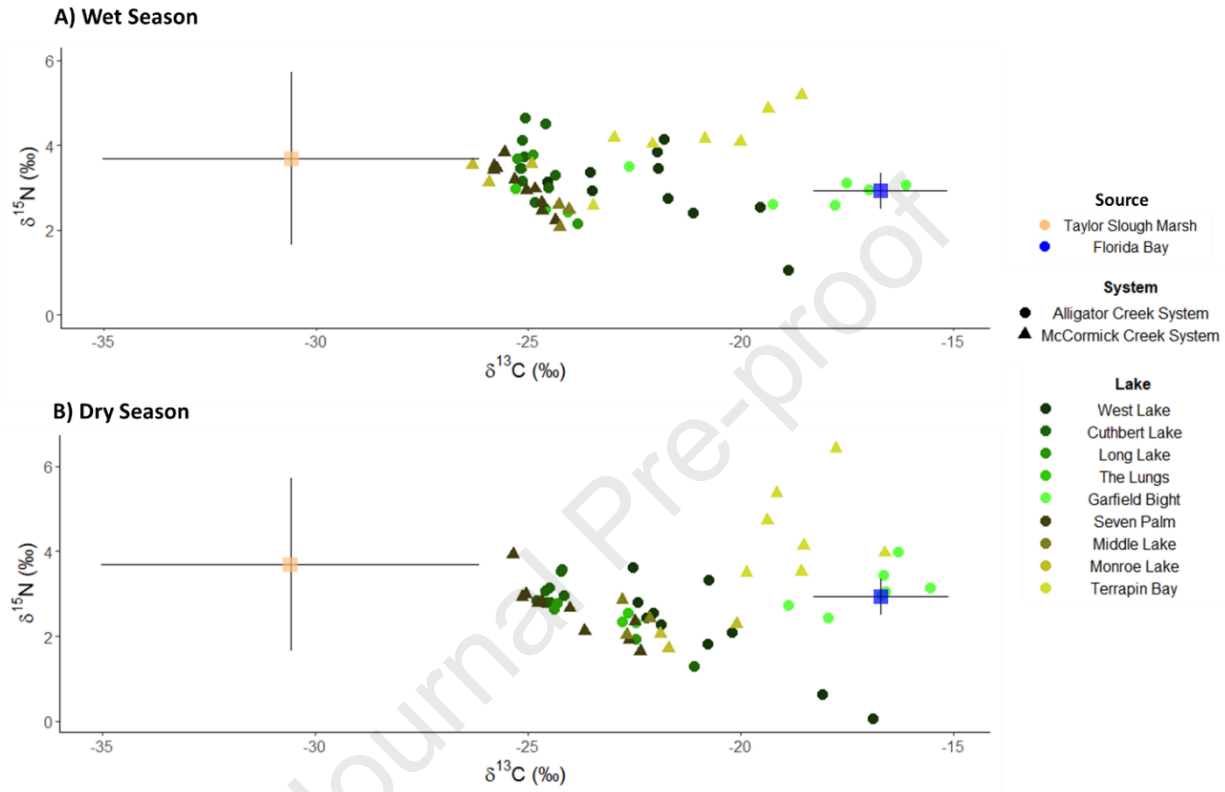 A) Wet Season
6
4
2
0
δ15N (‰)
-35
-30
-25
-20
-15
δ13C (‰)
B) Dry Season
6
4
2
0
δ15N (‰)
-35
-30
-25
-20
-15
δ13C (‰)
Source
Taylor Slough Marsh
Florida Bay
System
Alligator Creek System
McCormick Creek System
Lake
West Lake
Cuthbert Lake
Long Lake
The Lungs
Garfield Bight
Seven Palm
Middle Lake
Monroe Lake
Terrapin Bay
Journal Pre-proof